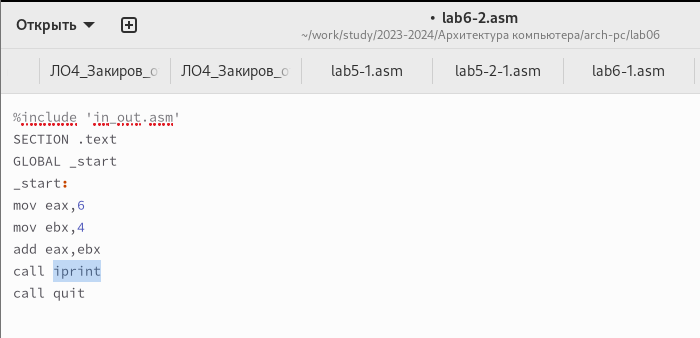 Открыть
• lab6-2.asm
~/work/study/2023-2024/Архитектура компьютера/arch-pc/lab06
ЛО4_Закиров_о ЛО4_Закиров_о lab5-1.asm lab5-2-1.asm lab6-1.asm
%include 'in_out.asm'
SECTION .text
GLOBAL _start
_start:
mov eax,6
mov ebx,4
add eax,ebx
call iprint
call quit